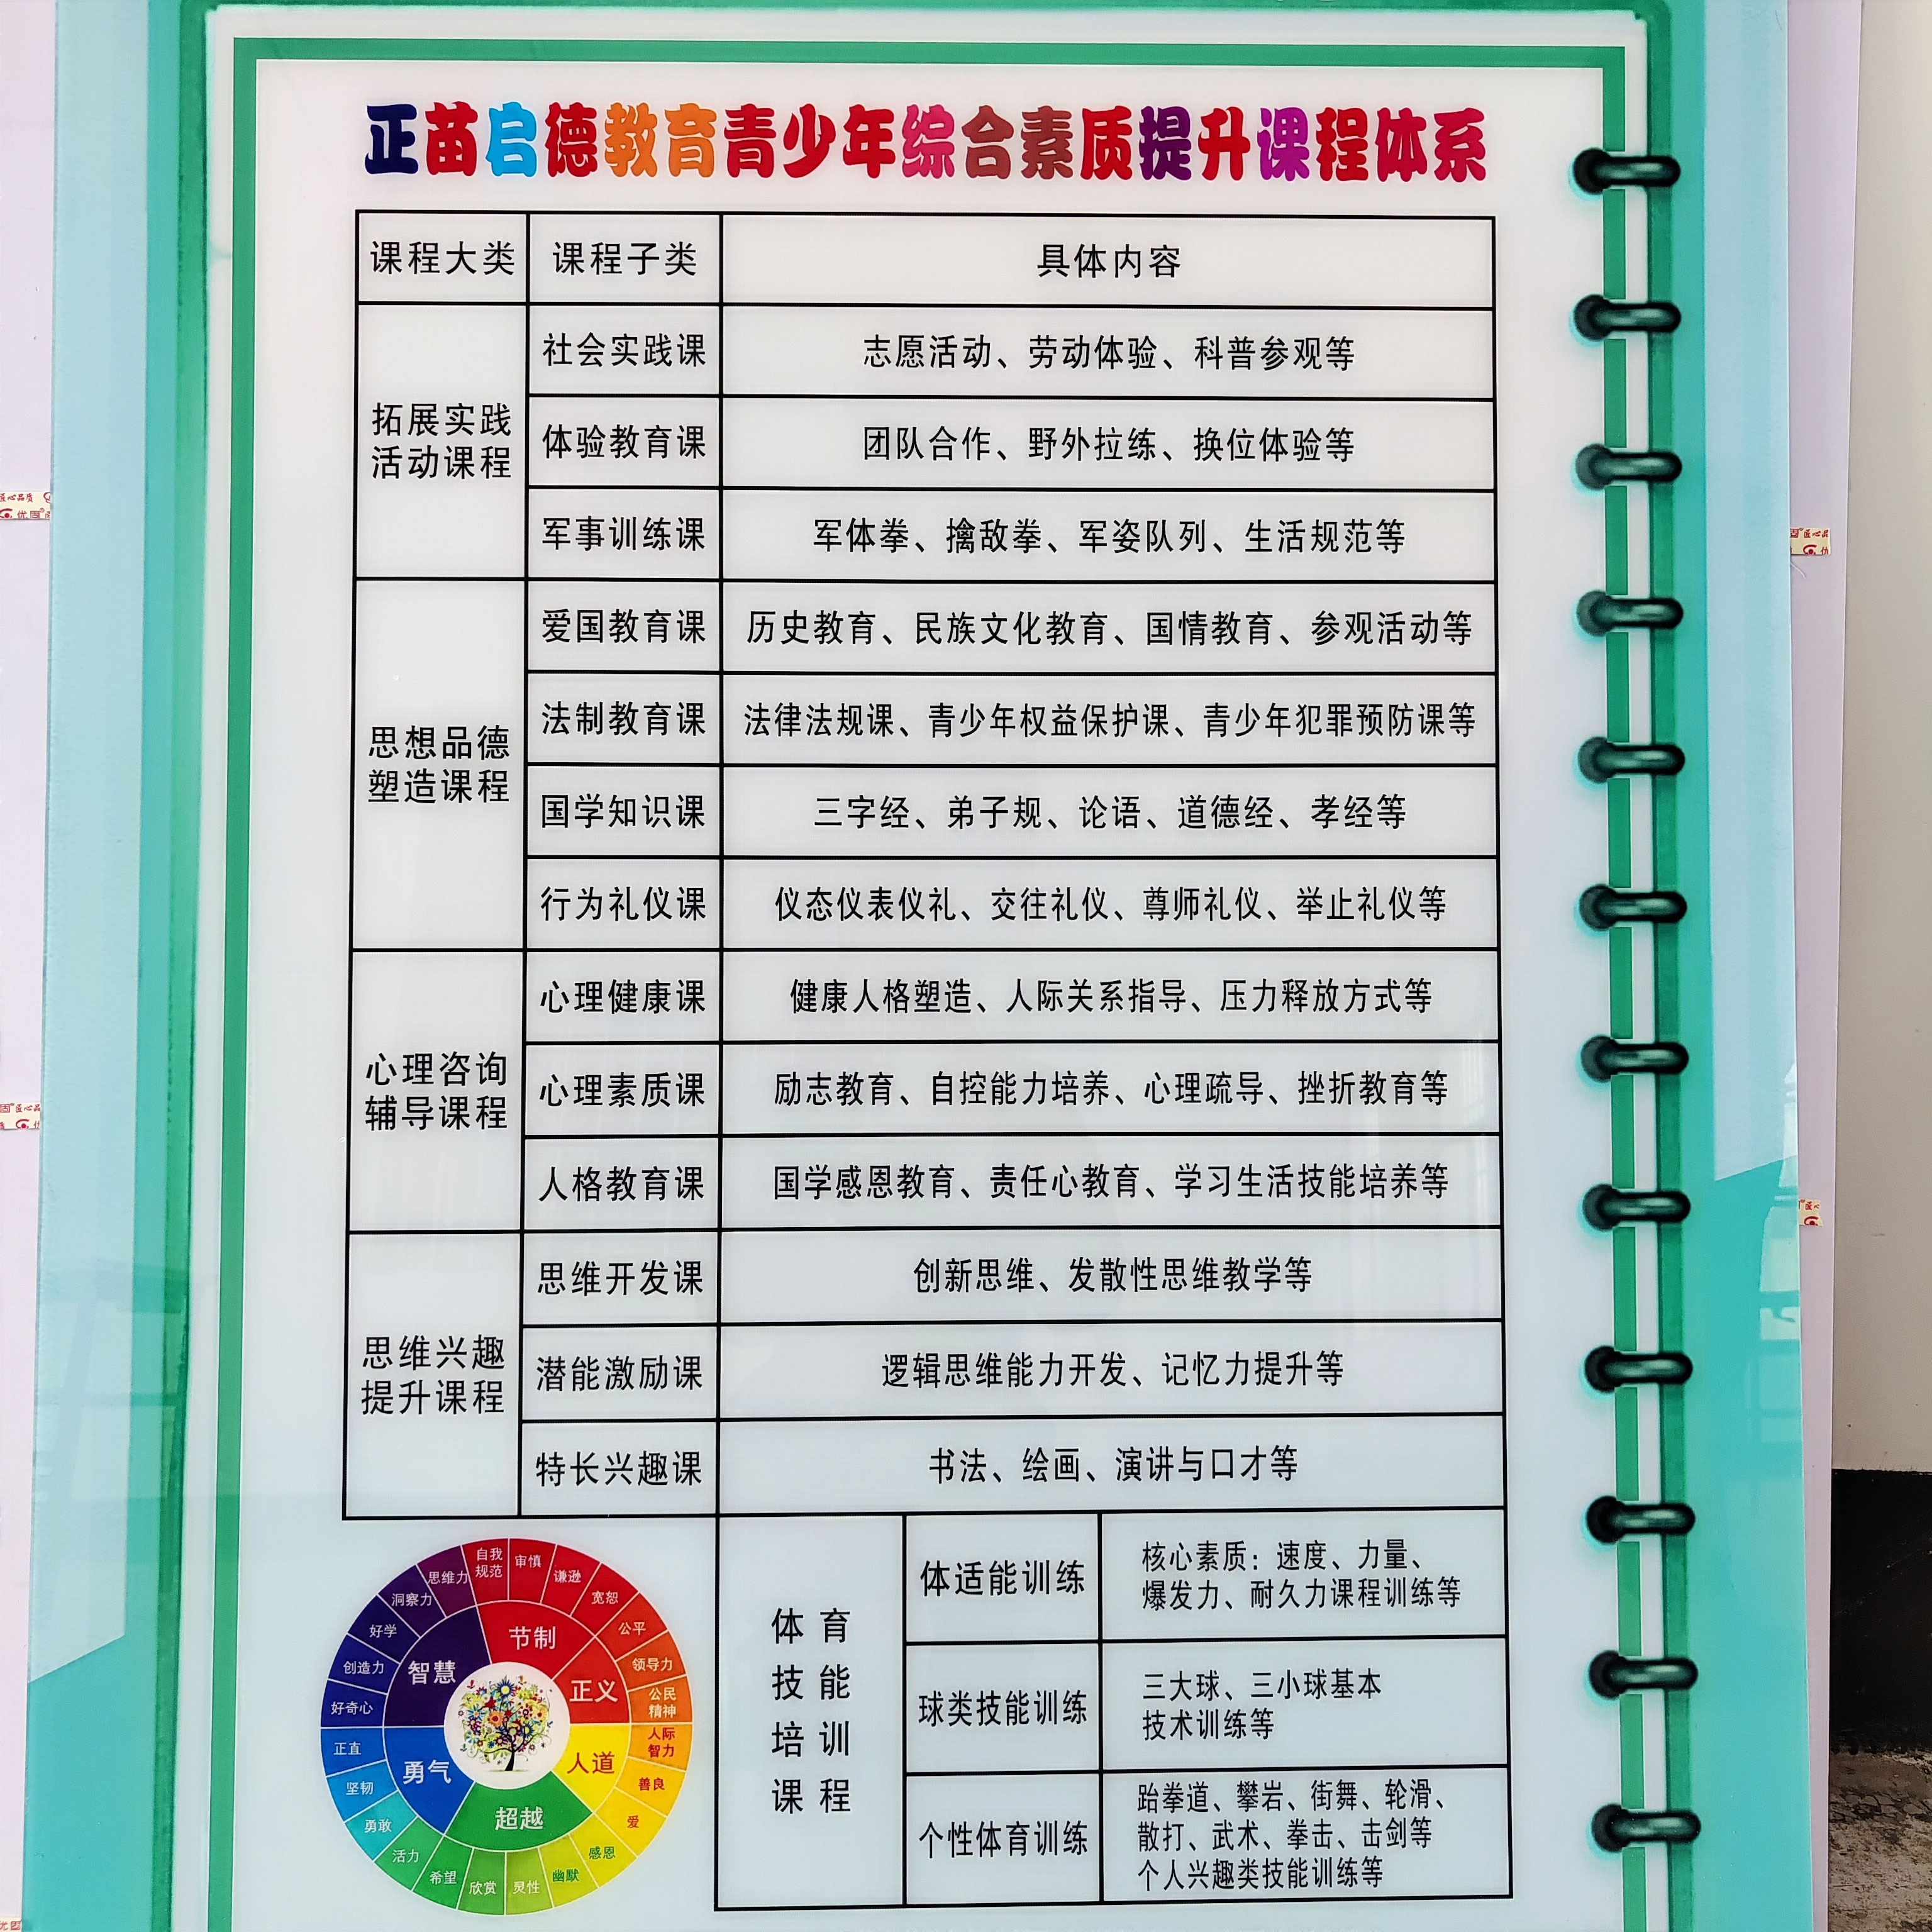 正苗启德教育青少年综合素质提升课程体系
课程大类 课程子类 具体内容
拓展实践
活动课程
社会实践课 志愿活动、劳动体验、科普参观等
体验教育课 团队合作、野外拉练、换位体验等
军事训练课 军体拳、擒敌拳、军姿队列、生活规范等
思想品德
塑造课程
爱国教育课 历史教育、民族文化教育、国情教育、参观活动等
法制教育课 法律法规课、青少年权益保护课、青少年犯罪预防课等
国学知识课 三字经、弟子规、论语、道德经、孝经等
行为礼仪课 仪态仪表仪礼、交往礼仪、尊师礼仪、举止礼仪等
心理咨询
辅导课程
心理健康课 健康人格塑造、人际关系指导、压力释放方式等
心理素质课 励志教育、自控能力培养、心理疏导、挫折教育等
人格教育课 国学感恩教育、责任心教育、学习生活技能培养等
思维兴趣
提升课程
思维开发课 创新思维、发散性思维教学等
潜能激励课 逻辑思维能力开发、记忆力提升等
特长兴趣课 书法、绘画、演讲与口才等
体育
技能
培训
课程
体适能训练
核心素质：速度、力量、
爆发力、耐久力课程训练等
球类技能训练
三大球、三小球基本
技术训练等
个性体育训练
跆拳道、攀岩、街舞、轮滑、
散打、武术、拳击、击剑等
个人兴趣类技能训练等
节制
正义
人道
超越
勇气
智慧
自我
规范
审慎
谦逊
宽恕
公平
领导力
公民
精神
人际
智力
善良
爱
感恩
幽默
灵性
欣赏
希望
活力
勇敢
坚韧
正直
好奇心
创造力
好学
洞察力
思维力
匠心品质
优固
固 匠心品
优
固 匠心品
优固